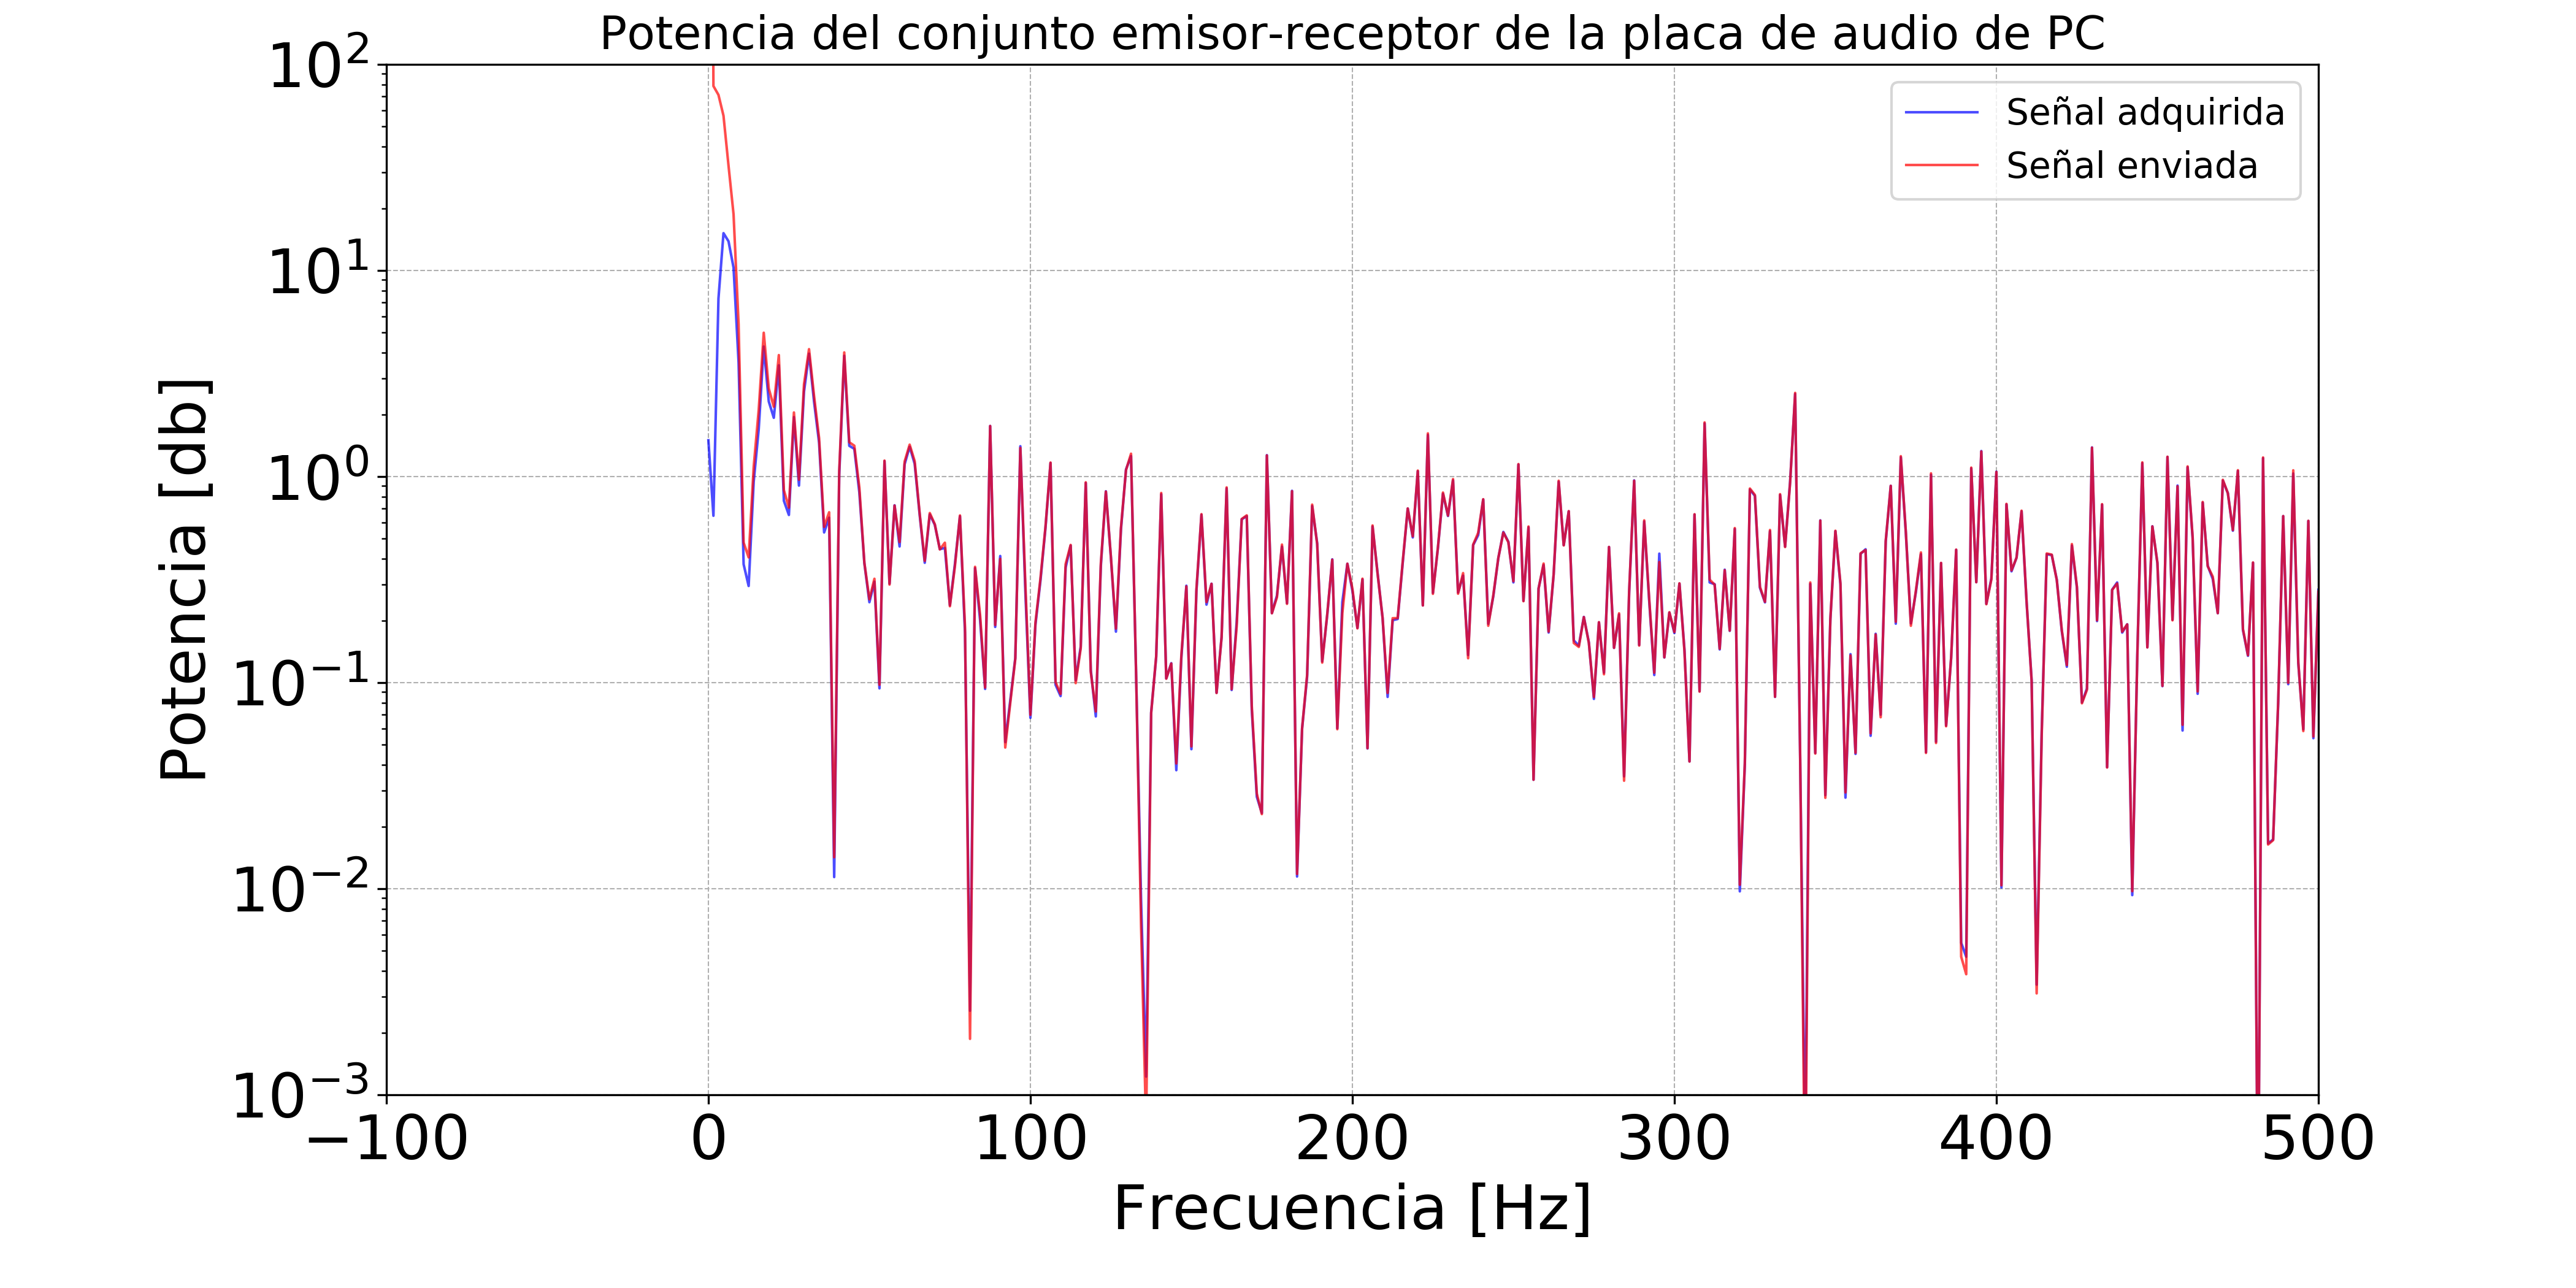 Potencia del conjunto emisor-receptor de la placa de audio de PC
Señal adquirida
Señal enviada
Potencia [db]
10²
10¹
10⁰
10⁻¹
10⁻²
10⁻³
−100 0 100 200 300 400 500
Frecuencia [Hz]